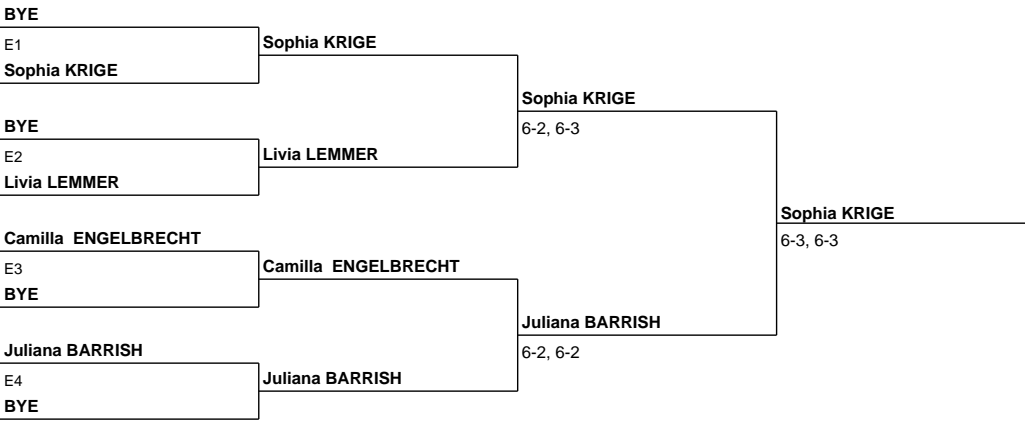 BYE
E1
Sophia KRIGE
BYE
E2
Livia LEMMER
Camilla  ENGELBRECHT
E3
BYE
Juliana BARRISH
E4
BYE
Sophia KRIGE
Livia LEMMER
Camilla  ENGELBRECHT
Juliana BARRISH
Sophia KRIGE
6-2, 6-3
Juliana BARRISH
6-2, 6-2
Sophia KRIGE
6-3, 6-3